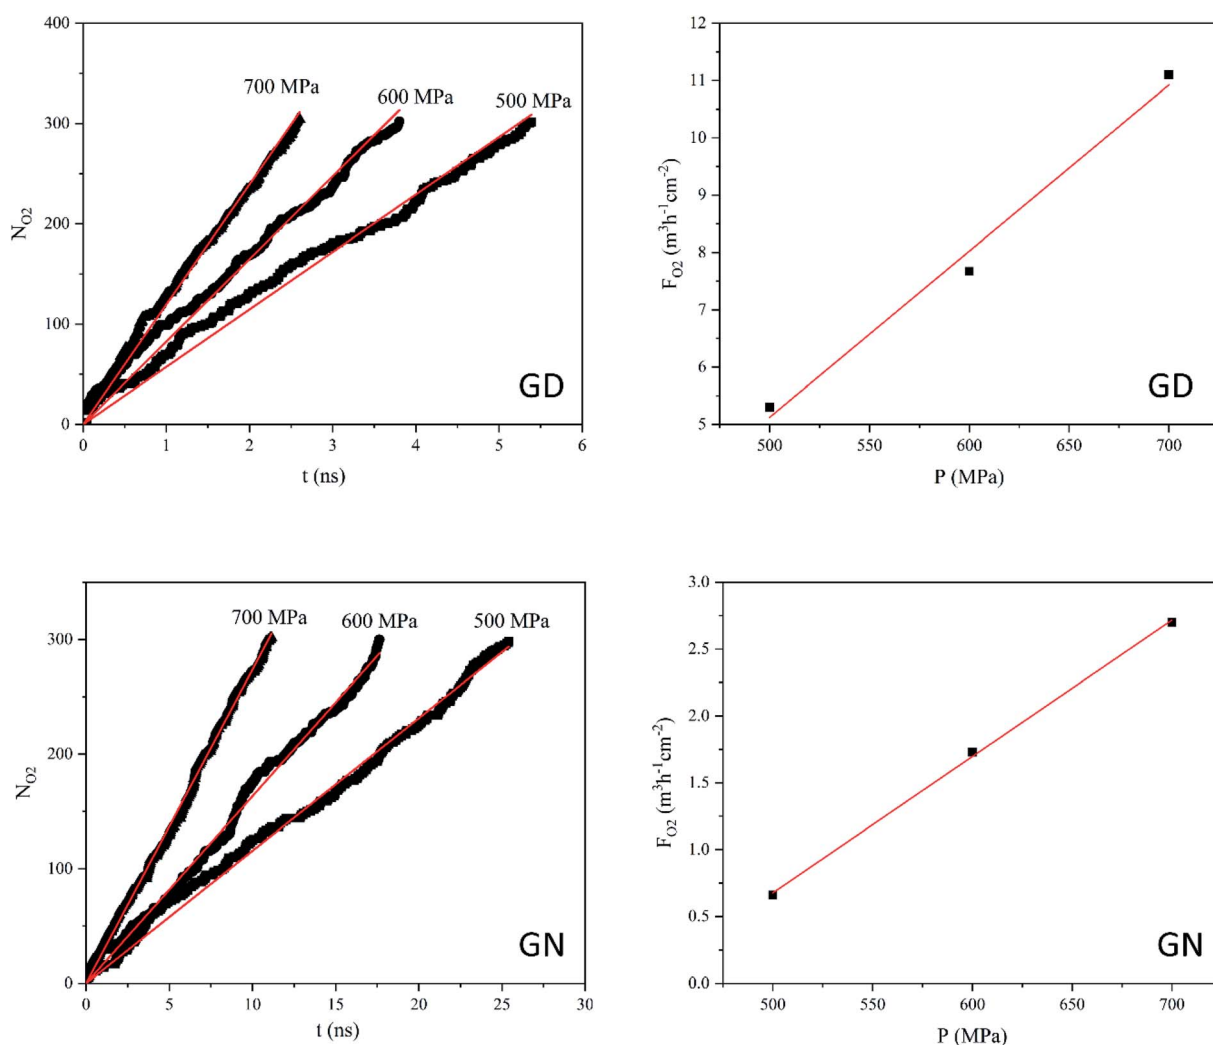 400
300
200
100
0
N_O2
700 MPa
600 MPa
500 MPa
GD
0 1 2 3 4 5 6
t (ns)
12
11
10
9
8
7
6
5
F_O2 (m³h⁻¹cm⁻²)
GD
500 550 600 650 700
P (MPa)
300
200
100
0
N_O2
700 MPa 600 MPa 500 MPa
GN
0 5 10 15 20 25 30
t (ns)
3.0
2.5
2.0
1.5
1.0
0.5
0.0
F_O2 (m³h⁻¹cm⁻²)
GN
500 550 600 650 700
P (MPa)